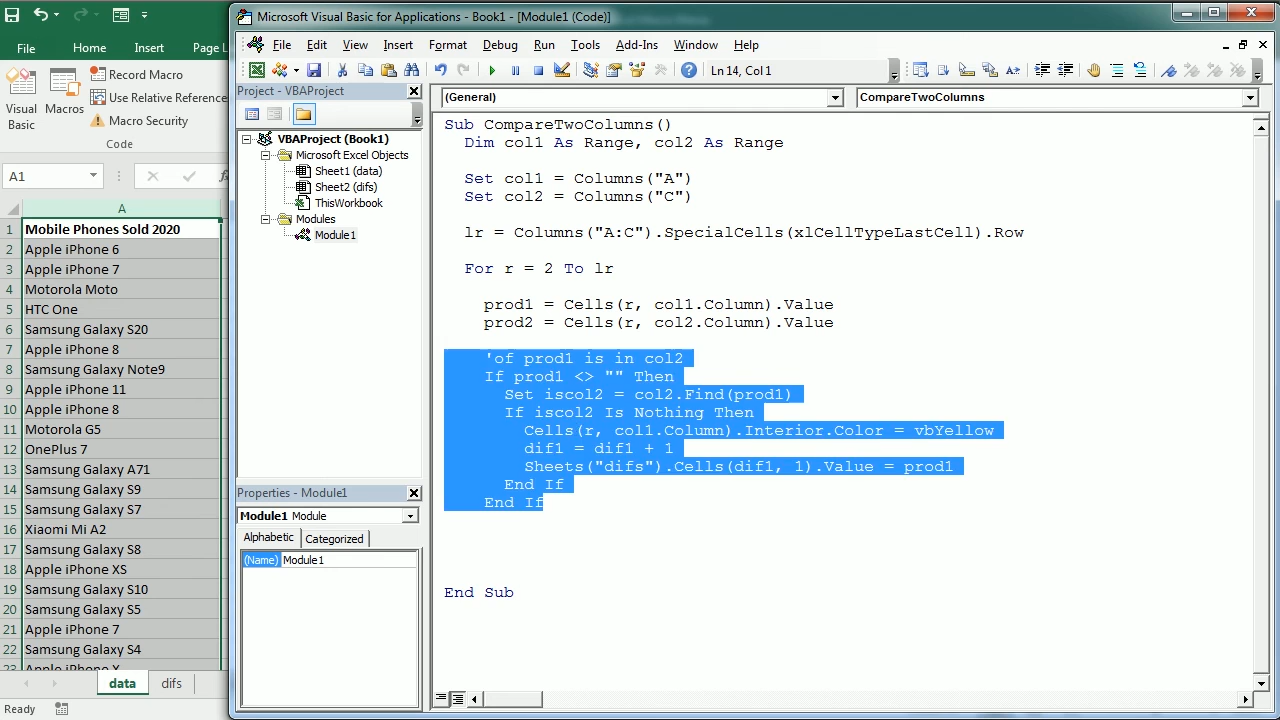 Microsoft Visual Basic for Applications - Book1 - [Module1 (Code)]
File Home Insert Page L
File Edit View Insert Format Debug Run Tools Add-Ins Window Help
Ln 14, Col 1
Visual Basic
Macros
Record Macro
Use Relative Reference
Macro Security
Code
A1
A
1 Mobile Phones Sold 2020
2 Apple iPhone 6
3 Apple iPhone 7
4 Motorola Moto
5 HTC One
6 Samsung Galaxy S20
7 Apple iPhone 8
8 Samsung Galaxy Note9
9 Apple iPhone 11
10 Apple iPhone 8
11 Motorola G5
12 OnePlus 7
13 Samsung Galaxy A71
14 Samsung Galaxy S9
15 Samsung Galaxy S7
16 Xiaomi Mi A2
17 Samsung Galaxy S8
18 Apple iPhone XS
19 Samsung Galaxy S10
20 Samsung Galaxy S5
21 Apple iPhone 7
22 Samsung Galaxy S4
23 Apple iPhone X
data difs
Ready
Project - VBAProject
VBAProject (Book1)
Microsoft Excel Objects
Sheet1 (data)
Sheet2 (difs)
ThisWorkbook
Modules
Module1
Properties - Module1
Module1 Module
Alphabetic Categorized
(Name) Module1
(General) CompareTwoColumns
Sub CompareTwoColumns()
Dim col1 As Range, col2 As Range
Set col1 = Columns("A")
Set col2 = Columns("C")
lr = Columns("A:C").SpecialCells(xlCellTypeLastCell).Row
For r = 2 To lr
prod1 = Cells(r, col1.Column).Value
prod2 = Cells(r, col2.Column).Value
'of prod1 is in col2
If prod1 <> "" Then
Set iscol2 = col2.Find(prod1)
If iscol2 Is Nothing Then
Cells(r, col1.Column).Interior.Color = vbYellow
dif1 = dif1 + 1
Sheets("difs").Cells(dif1, 1).Value = prod1
End If
End If
End Sub